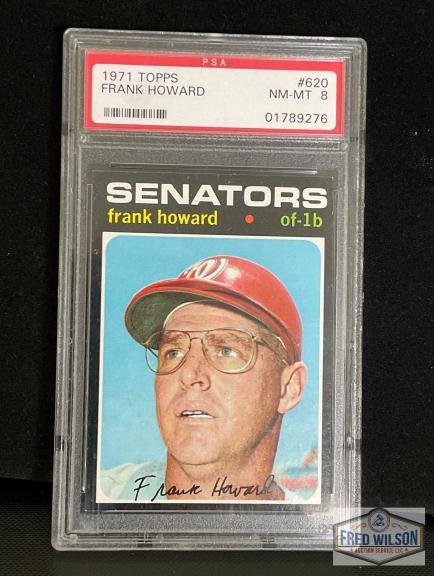 PSA
1971 TOPPS #620
FRANK HOWARD NM-MT 8
01789276
SENATORS
frank howard • of-1b
W
Frank Howard
FRED WILSON
& AUCTION SERVICE LLC